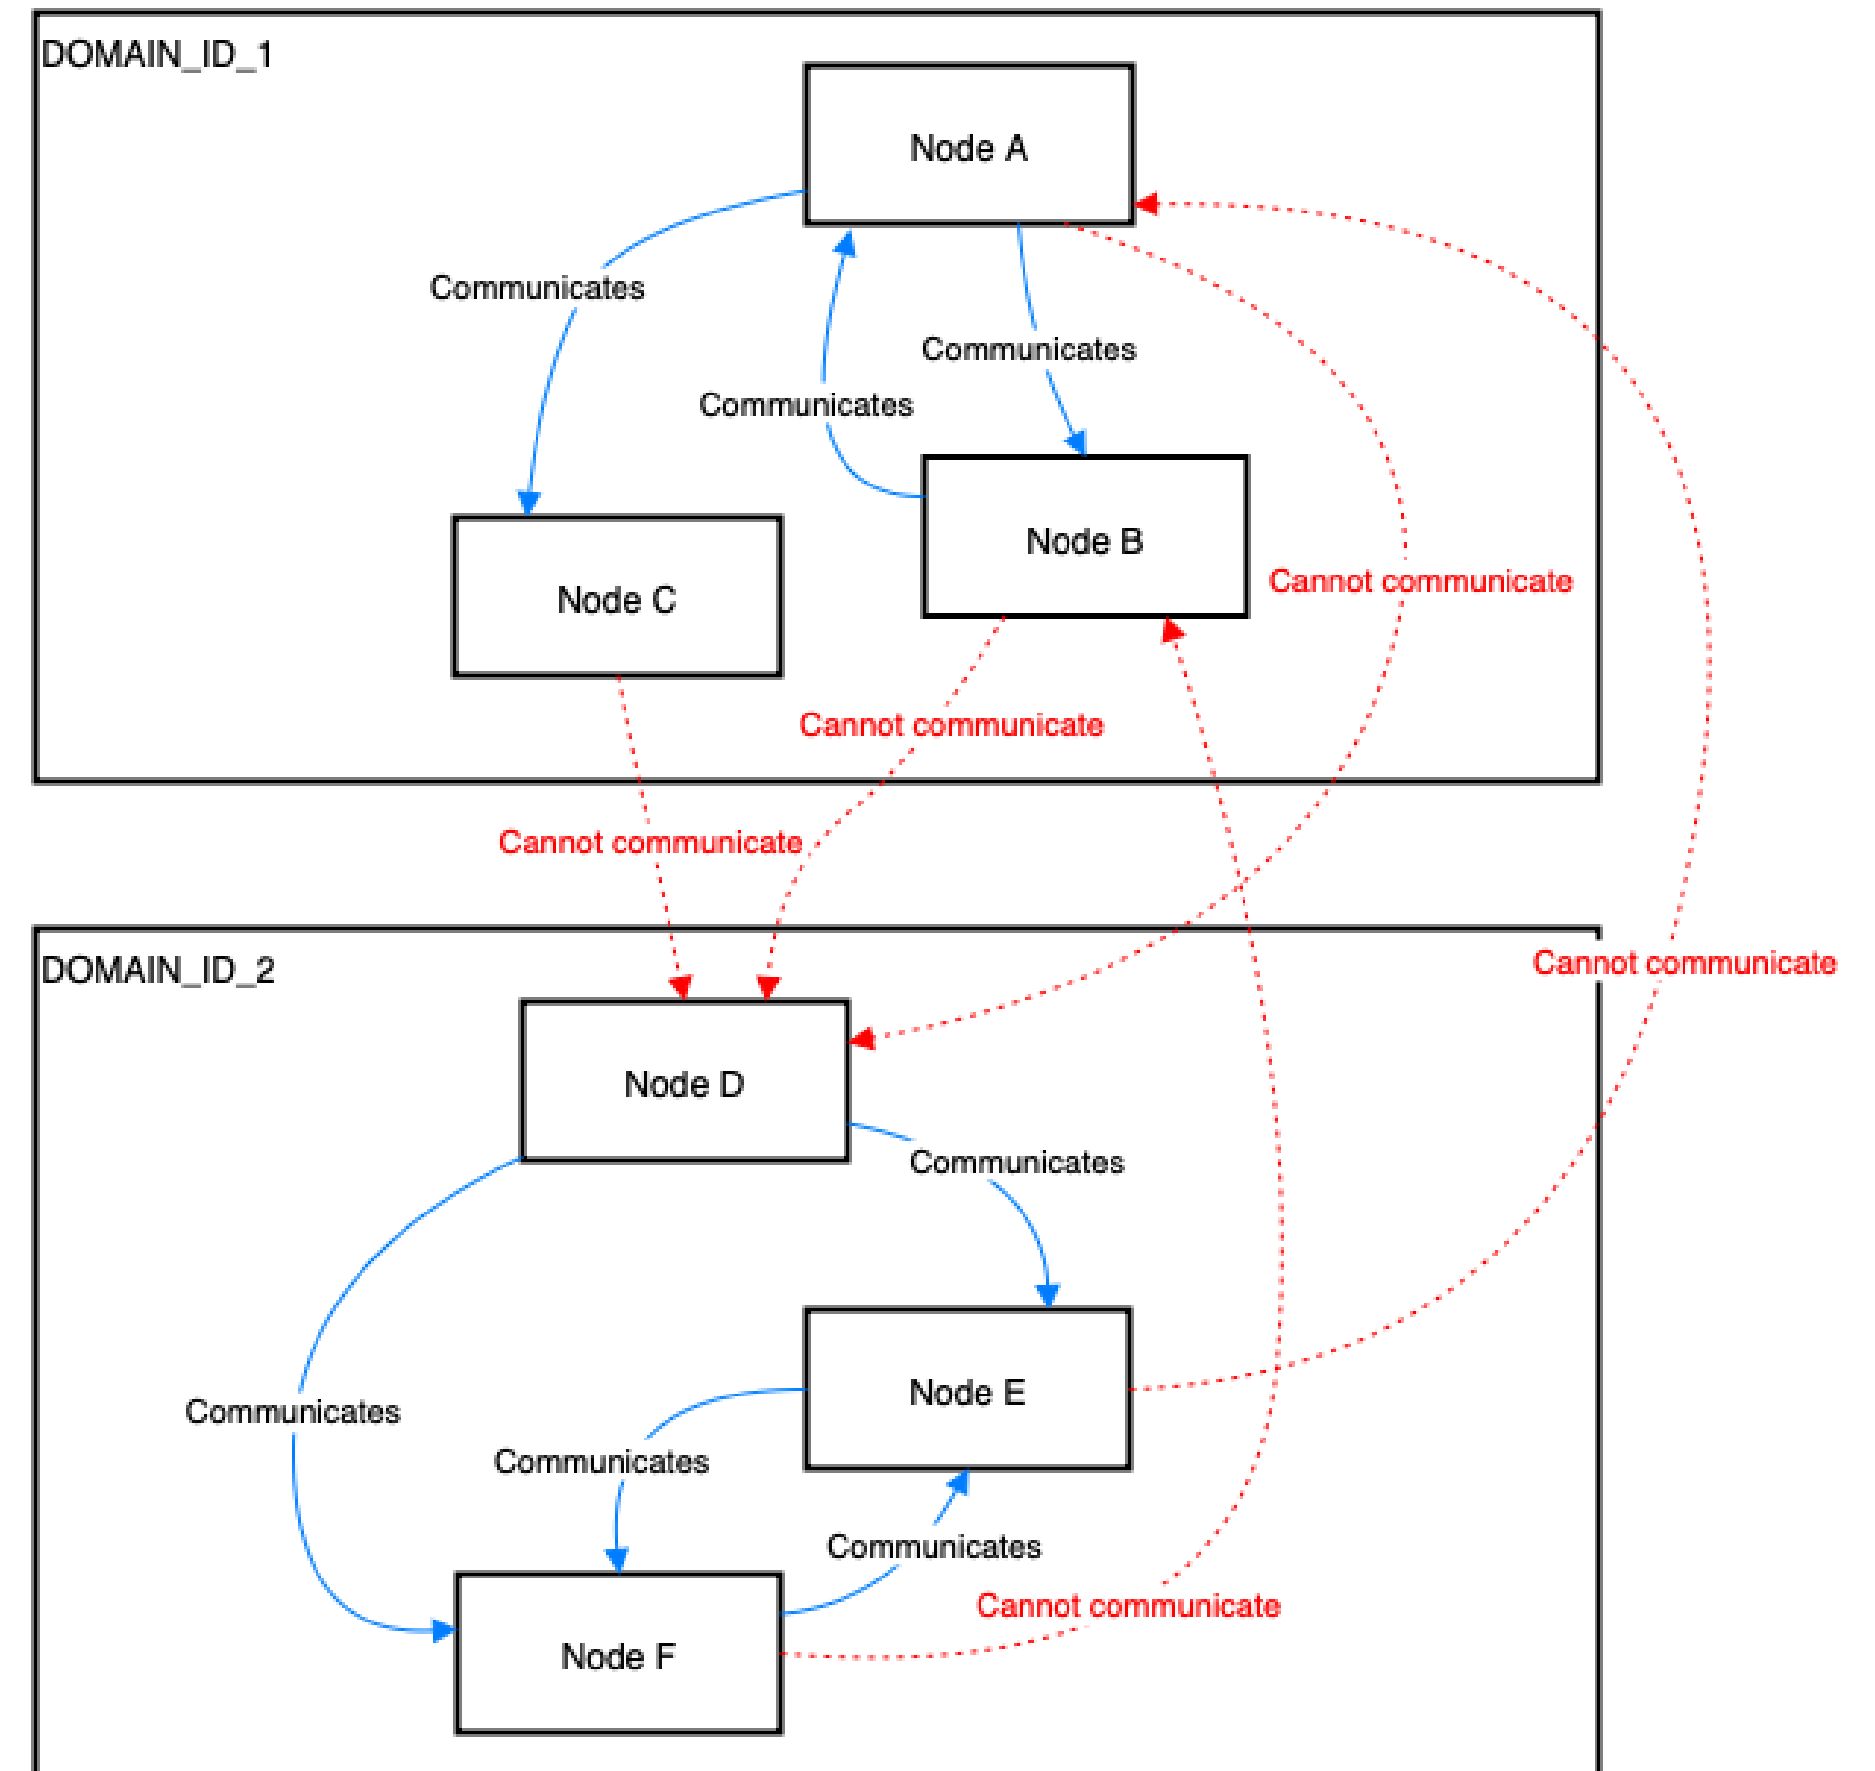 DOMAIN_ID_1
Node A
Communicates
Communicates
Communicates
Node B
Cannot communicate
Node C
Cannot communicate
Cannot communicate
DOMAIN_ID_2
Cannot communicate
Node D
Communicates
Node E
Communicates
Communicates
Communicates
Cannot communicate
Node F